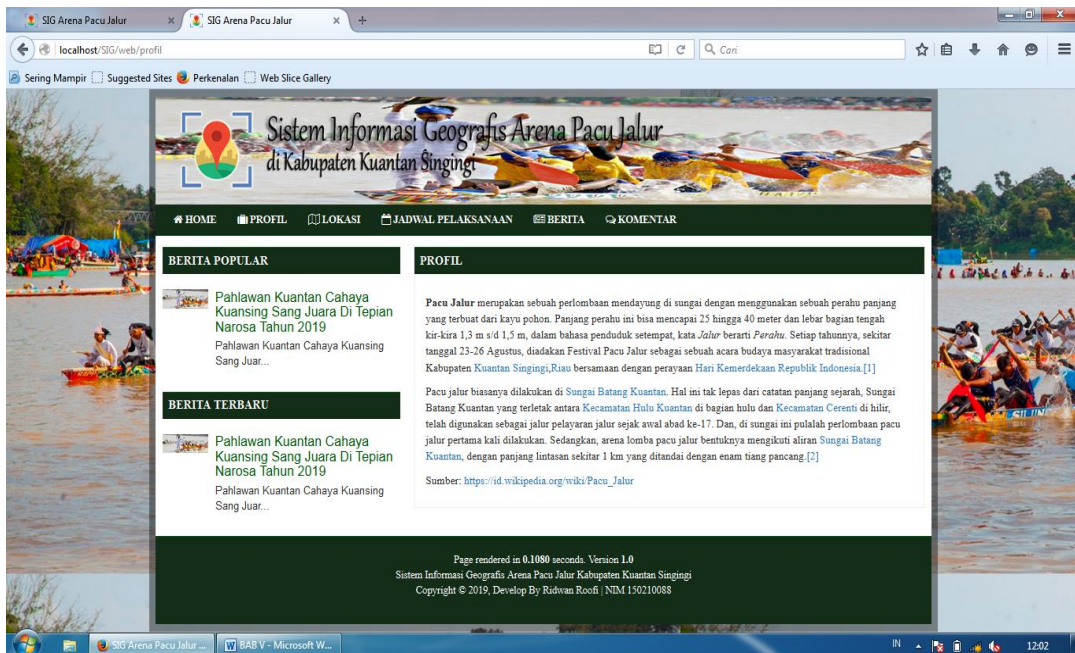 SIG Arena Pacu Jalur
SIG Arena Pacu Jalur
localhost/SIG/web/profil
Cari
Sering Mampir Suggested Sites Perkenalan Web Slice Gallery
Sistem Informasi Geografis Arena Pacu Jalur
di Kabupaten Kuantan Singingi
HOME PROFIL LOKASI JADWAL PELAKSANAAN BERITA KOMENTAR
BERITA POPULAR
Pahlawan Kuantan Cahaya
Kuansing Sang Juara Di Tepian
Narosa Tahun 2019
Pahlawan Kuantan Cahaya Kuansing
Sang Juar...
BERITA TERBARU
Pahlawan Kuantan Cahaya
Kuansing Sang Juara Di Tepian
Narosa Tahun 2019
Pahlawan Kuantan Cahaya Kuansing
Sang Juar...
PROFIL
Pacu Jalur merupakan sebuah perlombaan mendayung di sungai dengan menggunakan sebuah perahu panjang
yang terbuat dari kayu pohon. Panjang perahu ini bisa mencapai 25 hingga 40 meter dan lebar bagian tengah
kir-kira 1,3 m s/d 1,5 m, dalam bahasa penduduk setempat, kata Jalur berarti Perahu. Setiap tahunnya, sekitar
tanggal 23-26 Agustus, diadakan Festival Pacu Jalur sebagai sebuah acara budaya masyarakat tradisional
Kabupaten Kuantan Singingi,Riau bersamaan dengan perayaan Hari Kemerdekaan Republik Indonesia.[1]
Pacu jalur biasanya dilakukan di Sungai Batang Kuantan. Hal ini tak lepas dari catatan panjang sejarah, Sungai
Batang Kuantan yang terletak antara Kecamatan Hulu Kuantan di bagian hulu dan Kecamatan Cerenti di hilir,
telah digunakan sebagai jalur pelayaran jalur sejak awal abad ke-17. Dan, di sungai ini pulalah perlombaan pacu
jalur pertama kali dilakukan. Sedangkan, arena lomba pacu jalur bentuknya mengikuti aliran Sungai Batang
Kuantan, dengan panjang lintasan sekitar 1 km yang ditandai dengan enam tiang pancang.[2]
Sumber: https://id.wikipedia.org/wiki/Pacu_Jalur
Page rendered in 0.1080 seconds. Version 1.0
Sistem Informasi Geografis Arena Pacu Jalur Kabupaten Kuantan Singingi
Copyright © 2019, Develop By Ridwan Roofi | NIM 150210088
SIG Arena Pacu Jalur ... BAB V - Microsoft W... IN 12:02